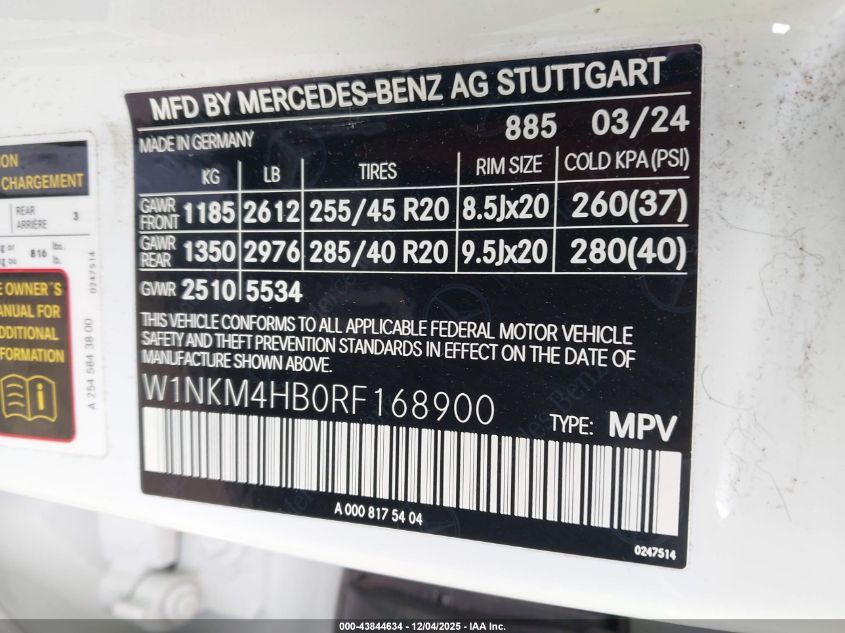 ON
CHARGEMENT
REAR
ARRIÈRE 3
816 lbs.
lb.
0247514
OWNER'S
MANUAL FOR
ADDITIONAL
INFORMATION
A 254 584 38 00
MFD BY MERCEDES-BENZ AG STUTTGART
MADE IN GERMANY 885 03/24
KG LB TIRES RIM SIZE COLD KPA (PSI)
GAWR FRONT 1185 2612 255/45 R20 8.5Jx20 260(37)
GAWR REAR 1350 2976 285/40 R20 9.5Jx20 280(40)
GVWR 2510 5534
THIS VEHICLE CONFORMS TO ALL APPLICABLE FEDERAL MOTOR VEHICLE
SAFETY AND THEFT PREVENTION STANDARDS IN EFFECT ON THE DATE OF
MANUFACTURE SHOWN ABOVE.
W1NKM4HB0RF168900
TYPE: MPV
A 000 817 54 04
0247514
000-43844634 - 12/04/2025 - IAA Inc.